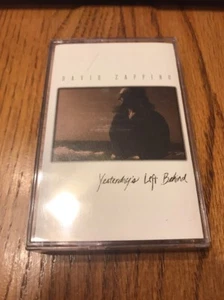 DAVID ZAFFIRO
Yesterday's Left Behind